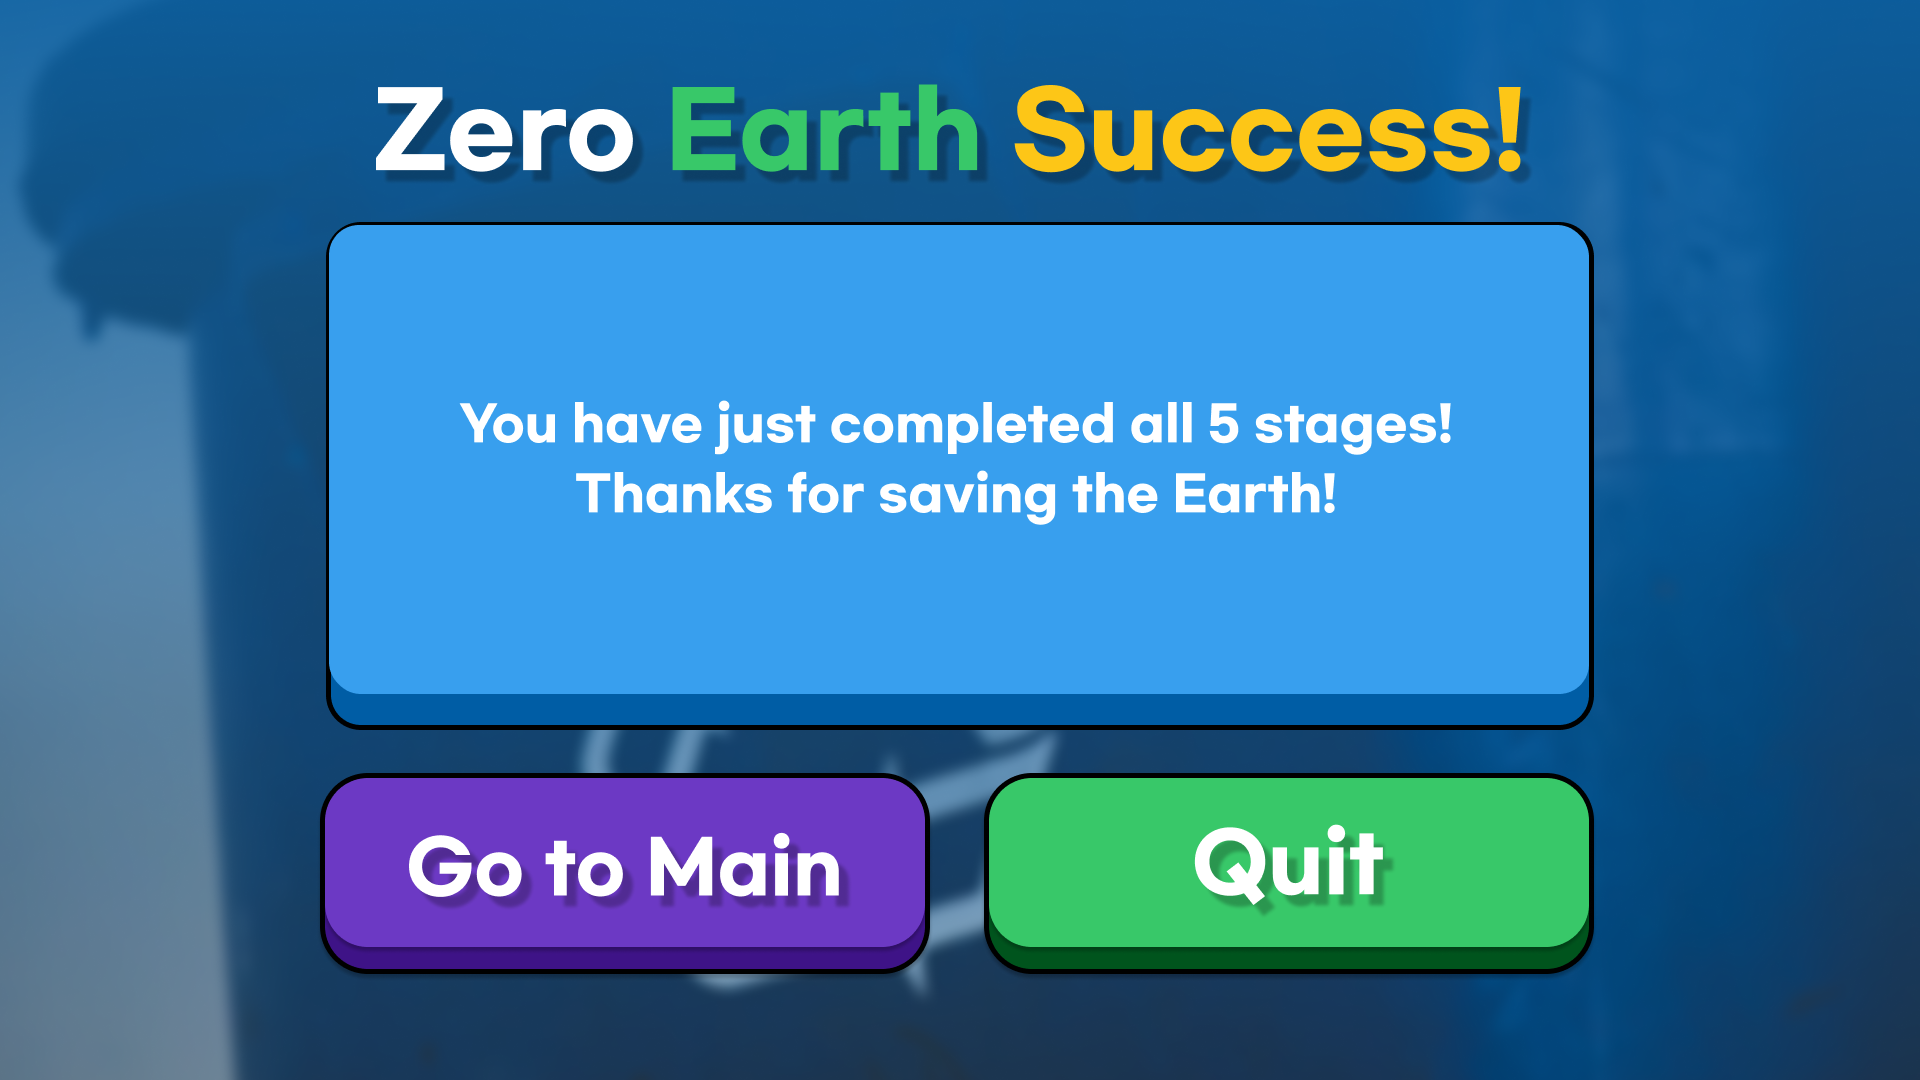 Zero Earth Success!
You have just completed all 5 stages!
Thanks for saving the Earth!
Go to Main
Quit